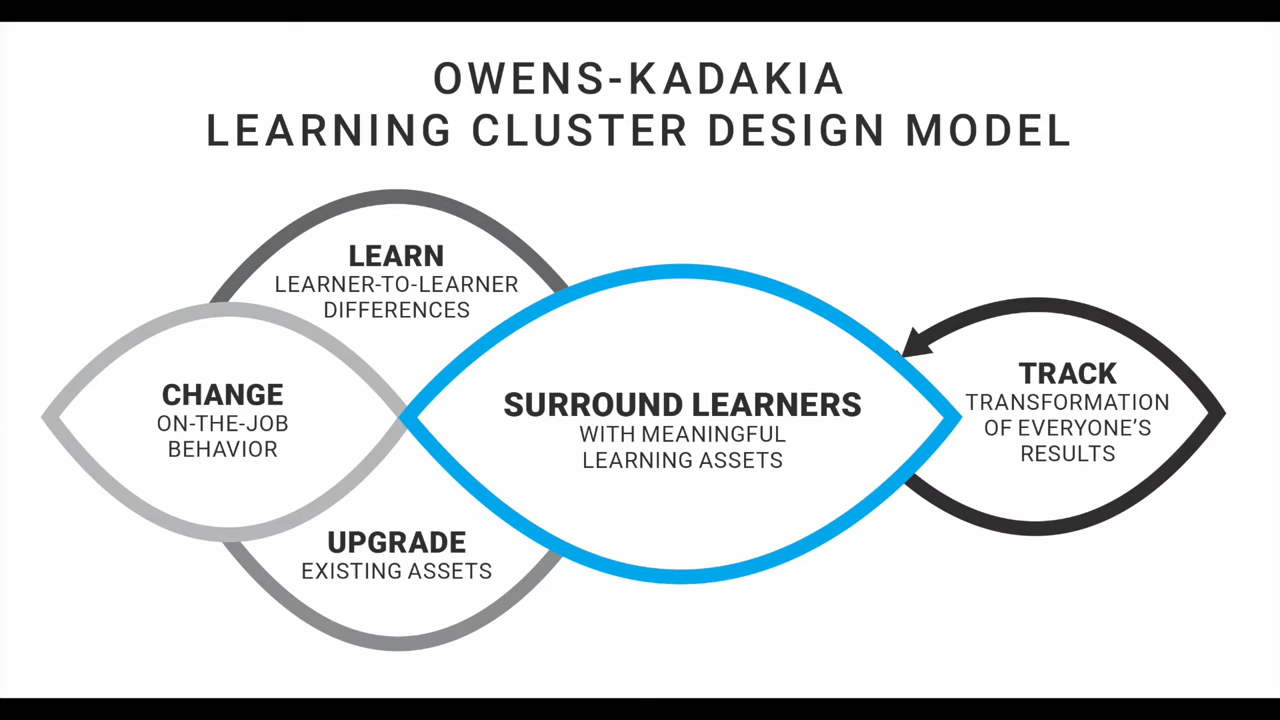 OWENS-KADAKIA
LEARNING CLUSTER DESIGN MODEL
LEARN
LEARNER-TO-LEARNER
DIFFERENCES
CHANGE
ON-THE-JOB
BEHAVIOR
UPGRADE
EXISTING ASSETS
SURROUND LEARNERS
WITH MEANINGFUL
LEARNING ASSETS
TRACK
TRANSFORMATION
OF EVERYONE'S
RESULTS